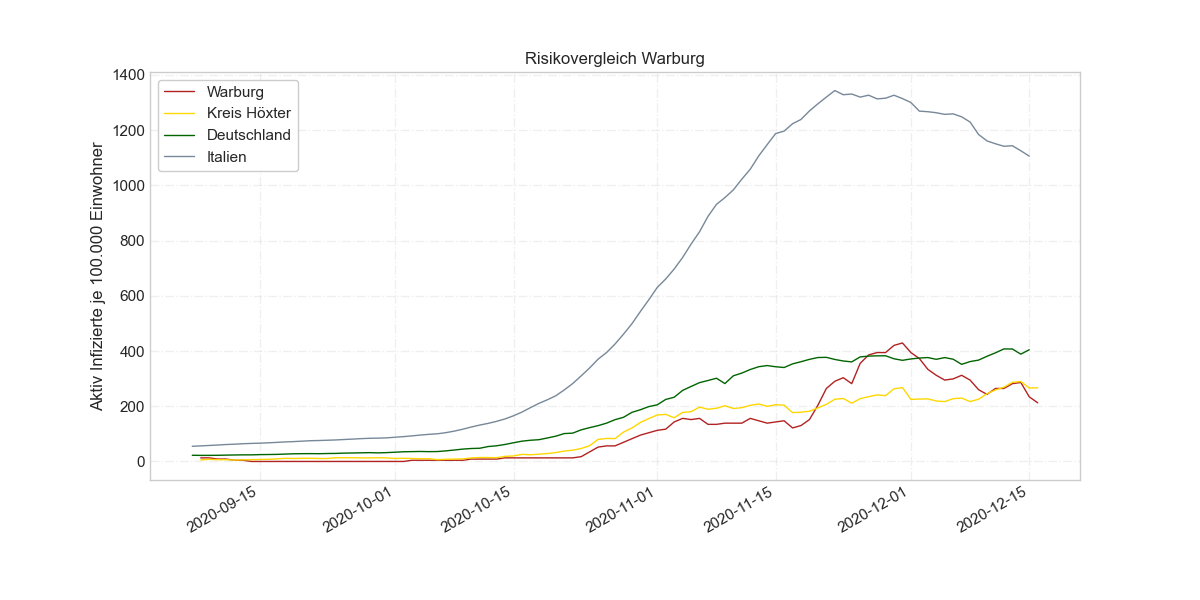 Risikovergleich Warburg
Aktiv Infizierte je 100.000 Einwohner
1400
1200
1000
800
600
400
200
0
Warburg
Kreis Höxter
Deutschland
Italien
2020-09-15
2020-10-01
2020-10-15
2020-11-01
2020-11-15
2020-12-01
2020-12-15